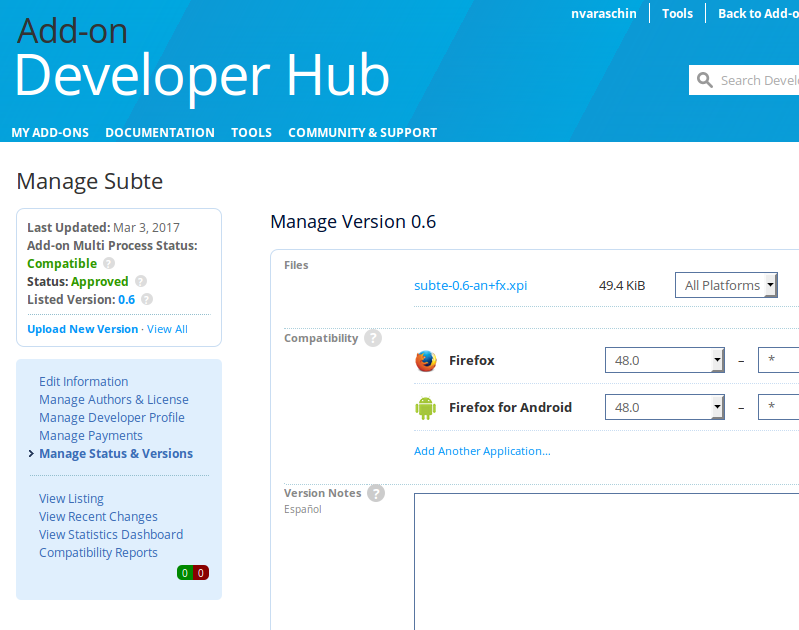 nvaraschin Tools Back to Add-o
Add-on
Developer Hub
Search Devel
MY ADD-ONS DOCUMENTATION TOOLS COMMUNITY & SUPPORT
Manage Subte
Last Updated: Mar 3, 2017
Add-on Multi Process Status:
Compatible ?
Status: Approved ?
Listed Version: 0.6 ?
Upload New Version · View All
Edit Information
Manage Authors & License
Manage Developer Profile
Manage Payments
Manage Status & Versions
View Listing
View Recent Changes
View Statistics Dashboard
Compatibility Reports
0 0
Manage Version 0.6
Files
subte-0.6-an+fx.xpi 49.4 KiB All Platforms
Compatibility ?
Firefox 48.0 – *
Firefox for Android 48.0 – *
Add Another Application...
Version Notes ?
Español